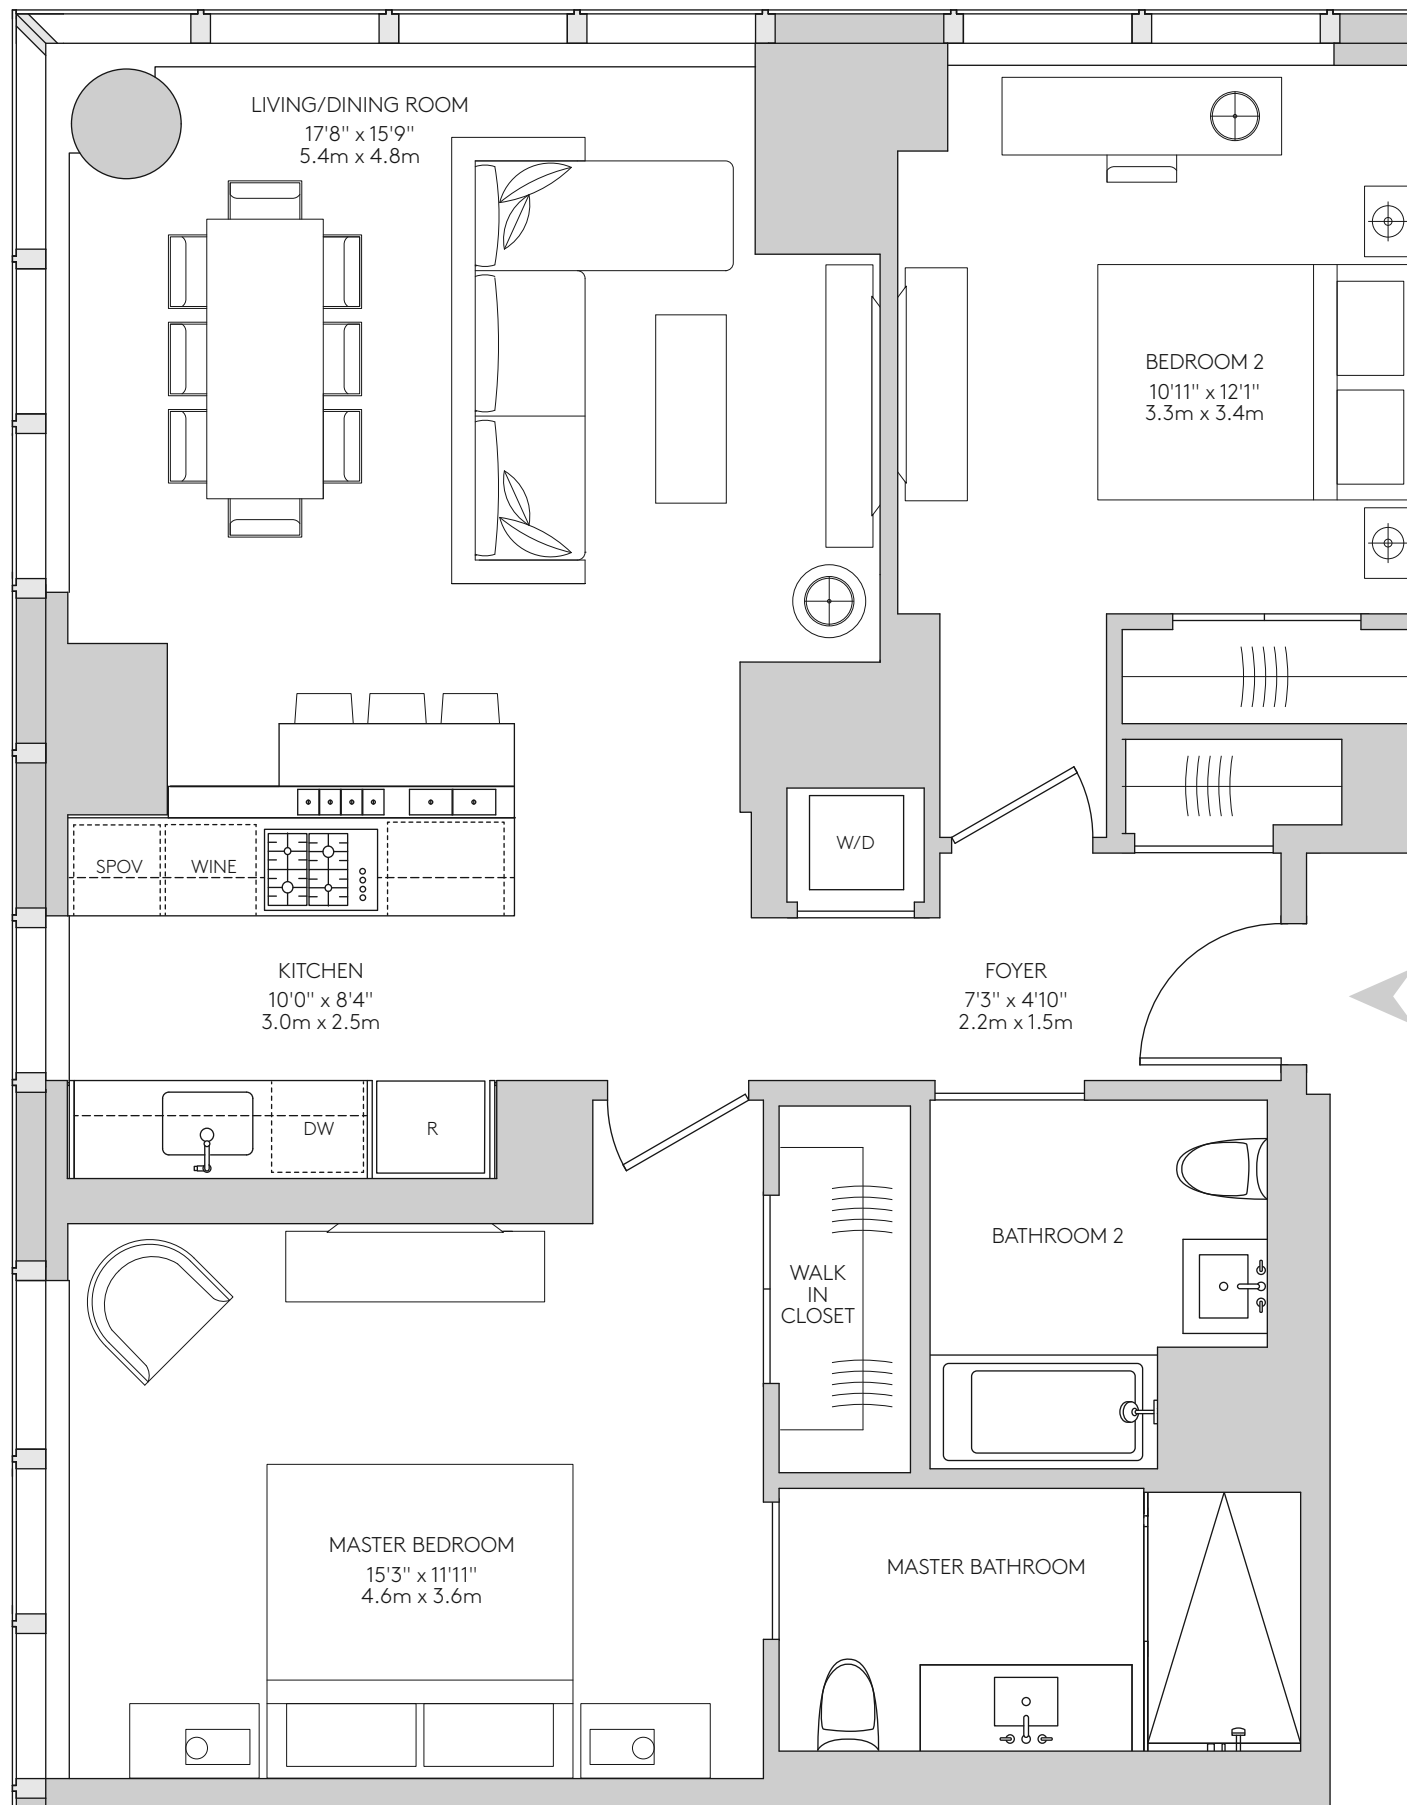 LIVING/DINING ROOM
17'8" x 15'9"
5.4m x 4.8m
BEDROOM 2
10'11" x 12'1"
3.3m x 3.4m
W/D
SPOV
WINE
KITCHEN
10'0" x 8'4"
3.0m x 2.5m
FOYER
7'3" x 4'10"
2.2m x 1.5m
DW
R
WALK
IN
CLOSET
BATHROOM 2
MASTER BEDROOM
15'3" x 11'11"
4.6m x 3.6m
MASTER BATHROOM